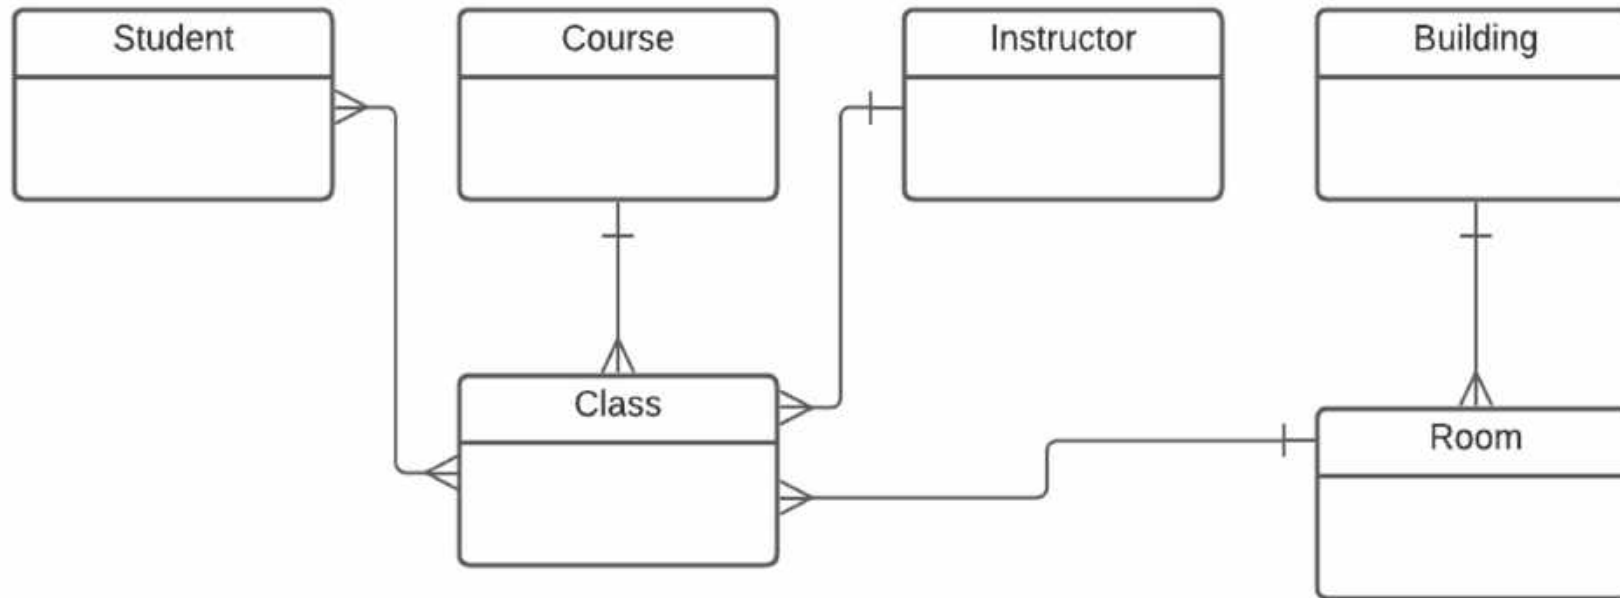 Student
Course
Instructor
Building
Class
Room